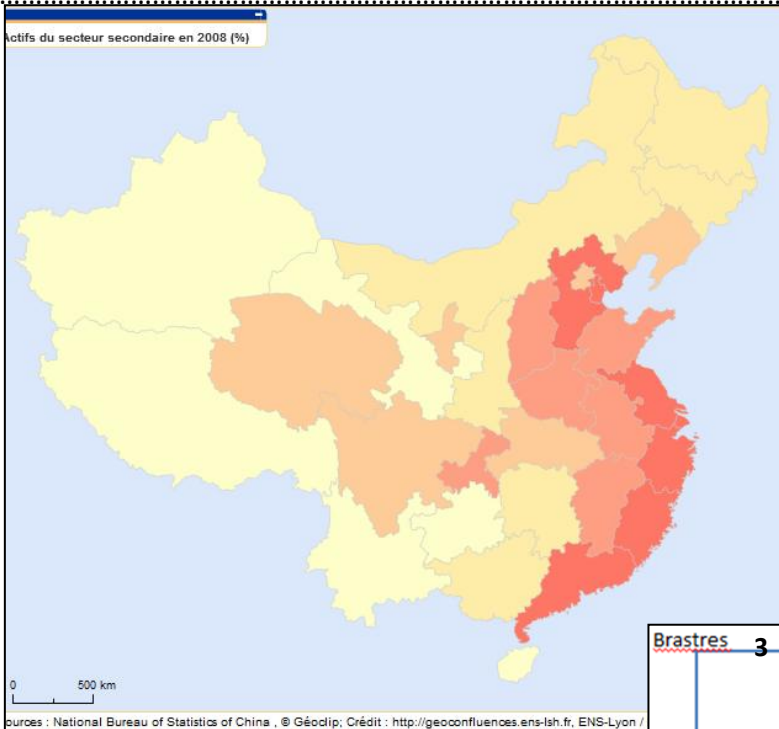 Actifs du secteur secondaire en 2008 (%)
0 500 km
Brastres 3
ources : National Bureau of Statistics of China , © Géoclip; Crédit : http://geoconfluences.ens-lsh.fr, ENS-Lyon /